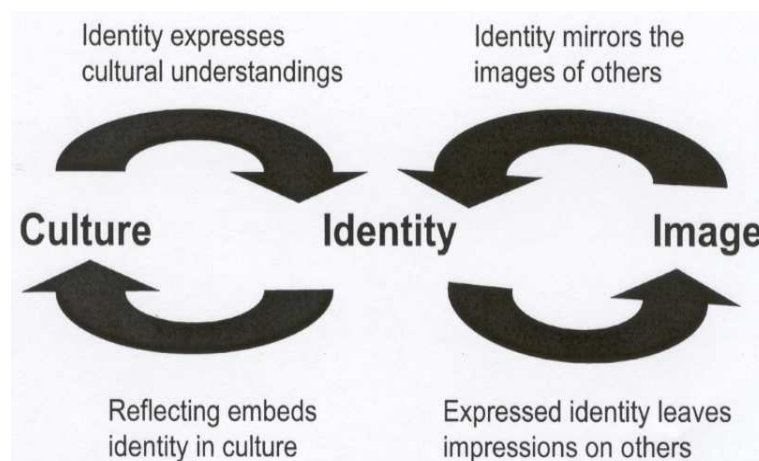 Identity expresses
cultural understandings
Identity mirrors the
images of others
Culture
Identity
Image
Reflecting embeds
identity in culture
Expressed identity leaves
impressions on others